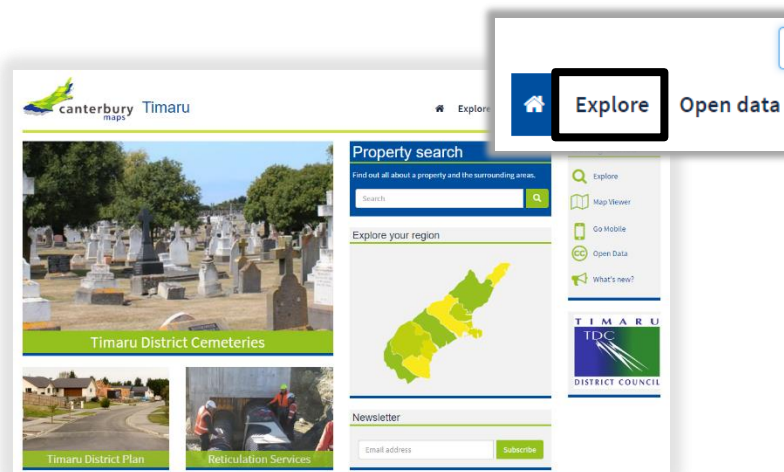 Explore Open data
canterbury
maps
Timaru
Explore
Property search
Find out all about a property and the surrounding areas.
Search
Explore your region
Timaru District Cemeteries
Timaru District Plan
Reticulation Services
Newsletter
Email address Subscribe
Explore
Map Viewer
Go Mobile
CC Open Data
What's new?
TIMARU
TDC
DISTRICT COUNCIL